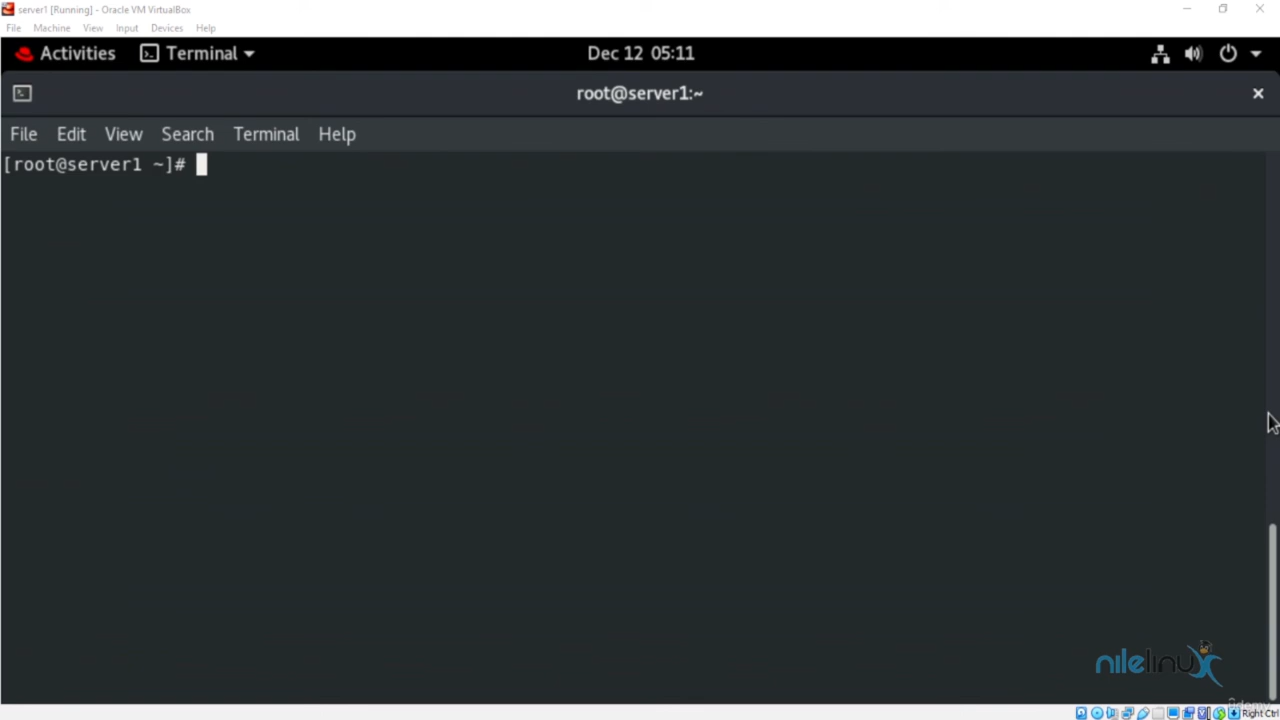 server1 [Running] - Oracle VM VirtualBox
File Machine View Input Devices Help
Activities Terminal Dec 12 05:11
root@server1:~
File Edit View Search Terminal Help
[root@server1 ~]#
nilelinux
Udemy
Right Ctrl